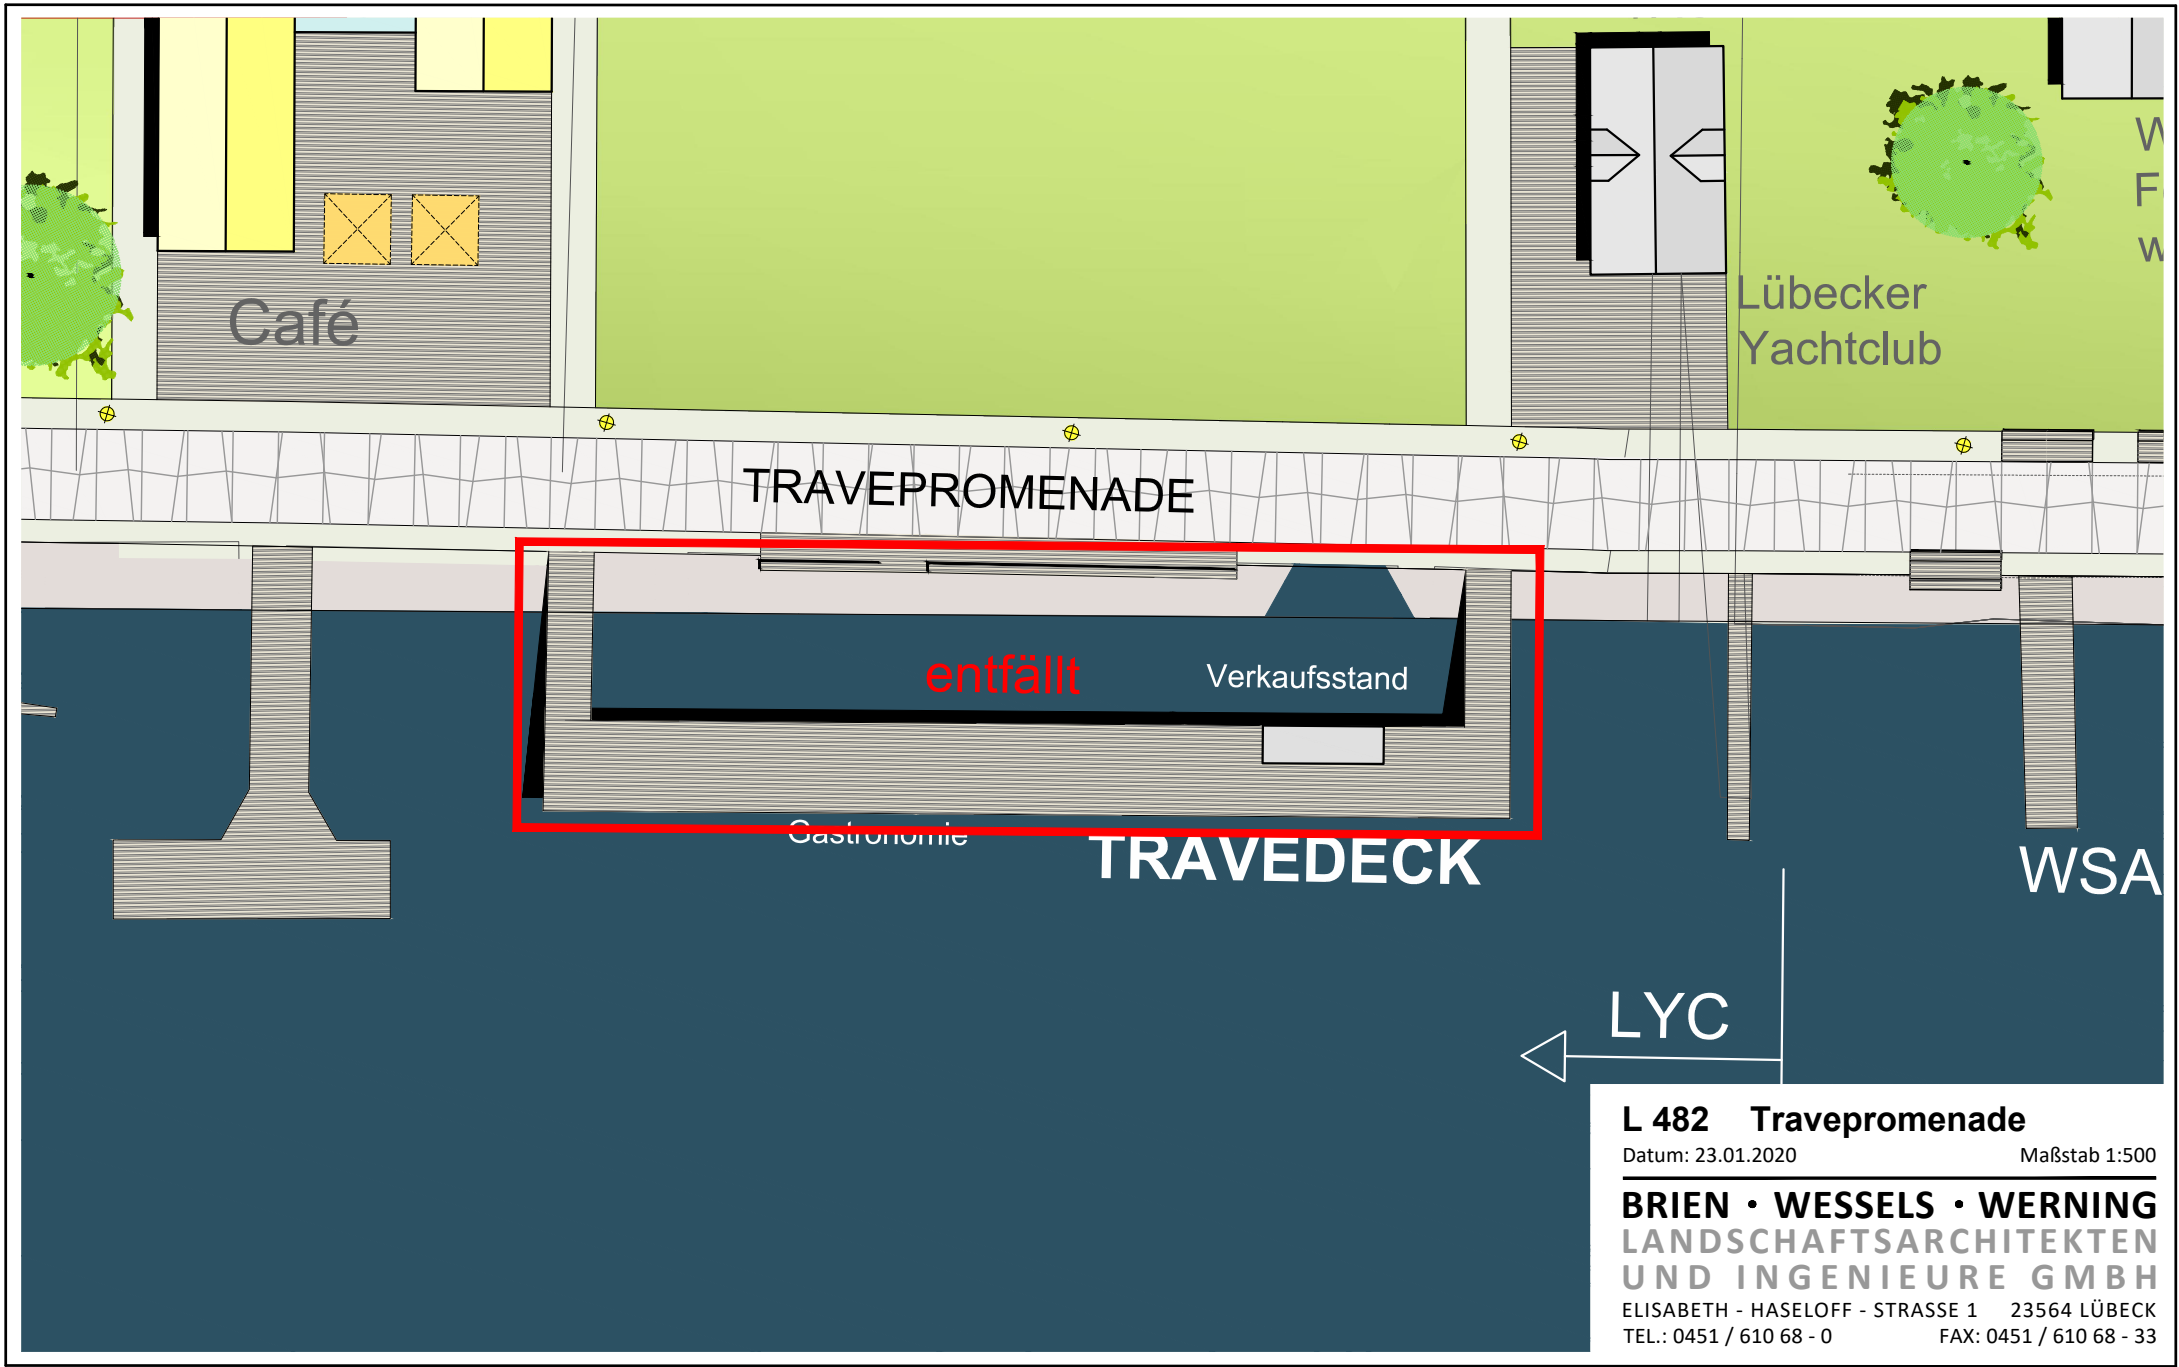 Café
Lübecker
Yachtclub
TRAVEPROMENADE
entfällt
Verkaufsstand
Gastronomie
TRAVEDECK
WSA
LYC
L 482 Travepromenade
Datum: 23.01.2020 Maßstab 1:500
BRIEN • WESSELS • WERNING
LANDSCHAFTSARCHITEKTEN
UND INGENIEURE GMBH
ELISABETH - HASELOFF - STRASSE 1 23564 LÜBECK
TEL.: 0451 / 610 68 - 0 FAX: 0451 / 610 68 - 33